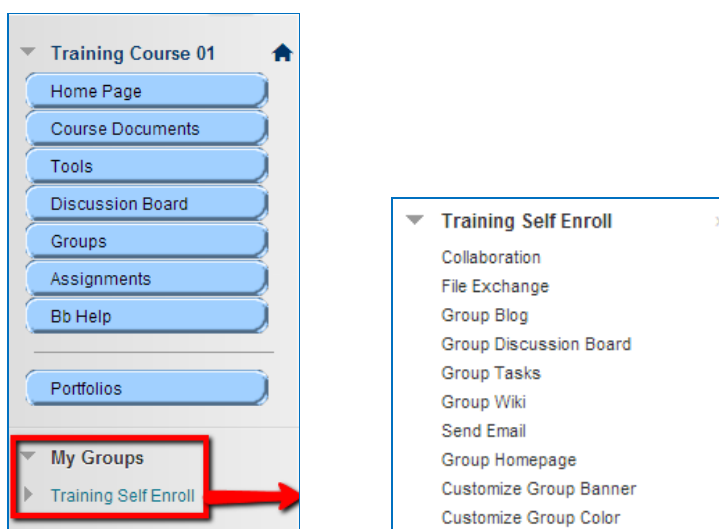 Training Course 01
Home Page
Course Documents
Tools
Discussion Board
Groups
Assignments
Bb Help
Portfolios
My Groups
Training Self Enroll
Training Self Enroll
Collaboration
File Exchange
Group Blog
Group Discussion Board
Group Tasks
Group Wiki
Send Email
Group Homepage
Customize Group Banner
Customize Group Color